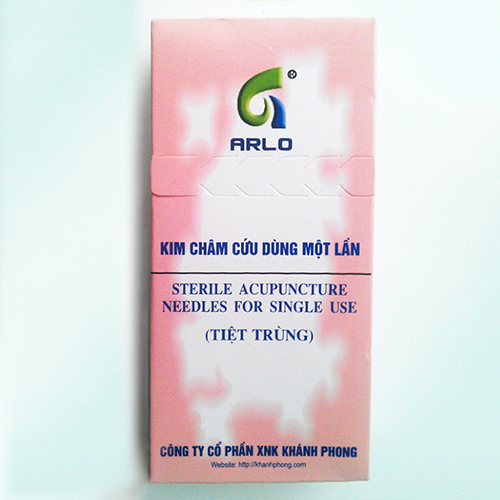 ®
ARLO
KIM CHÂM CỨU DÙNG MỘT LẦN
STERILE ACUPUNCTURE
NEEDLES FOR SINGLE USE
(TIỆT TRÙNG)
CÔNG TY CỔ PHẦN XNK KHÁNH PHONG
Website: http://khanhphong.com